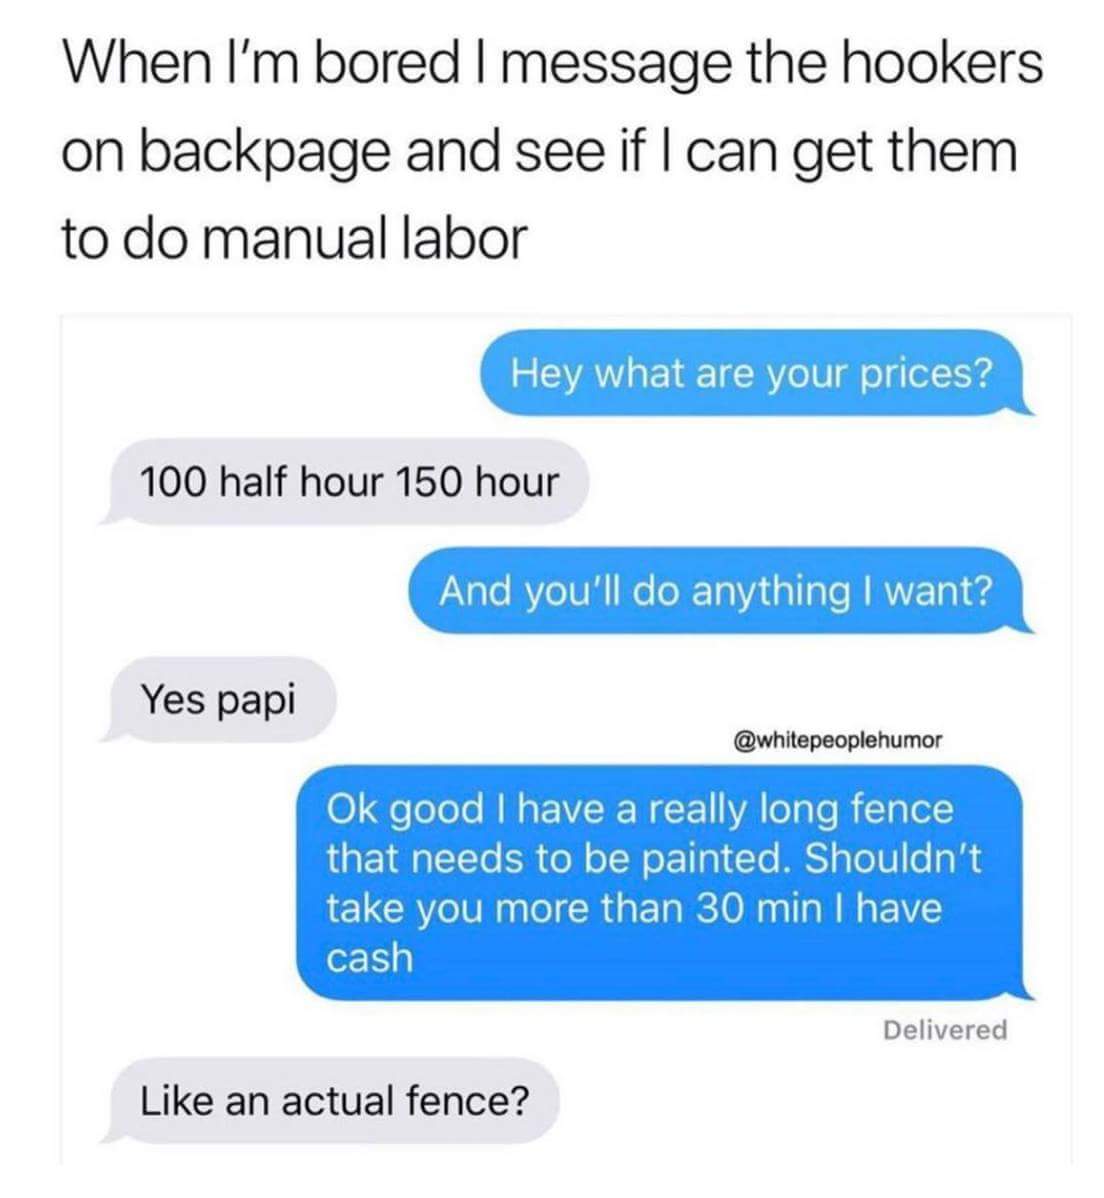 When I'm bored I message the hookers
on backpage and see if I can get them
to do manual labor
Hey what are your prices?
100 half hour 150 hour
And you'll do anything I want?
Yes papi
@whitepeoplehumor
Ok good I have a really long fence
that needs to be painted. Shouldn't
take you more than 30 min I have
cash
Delivered
Like an actual fence?